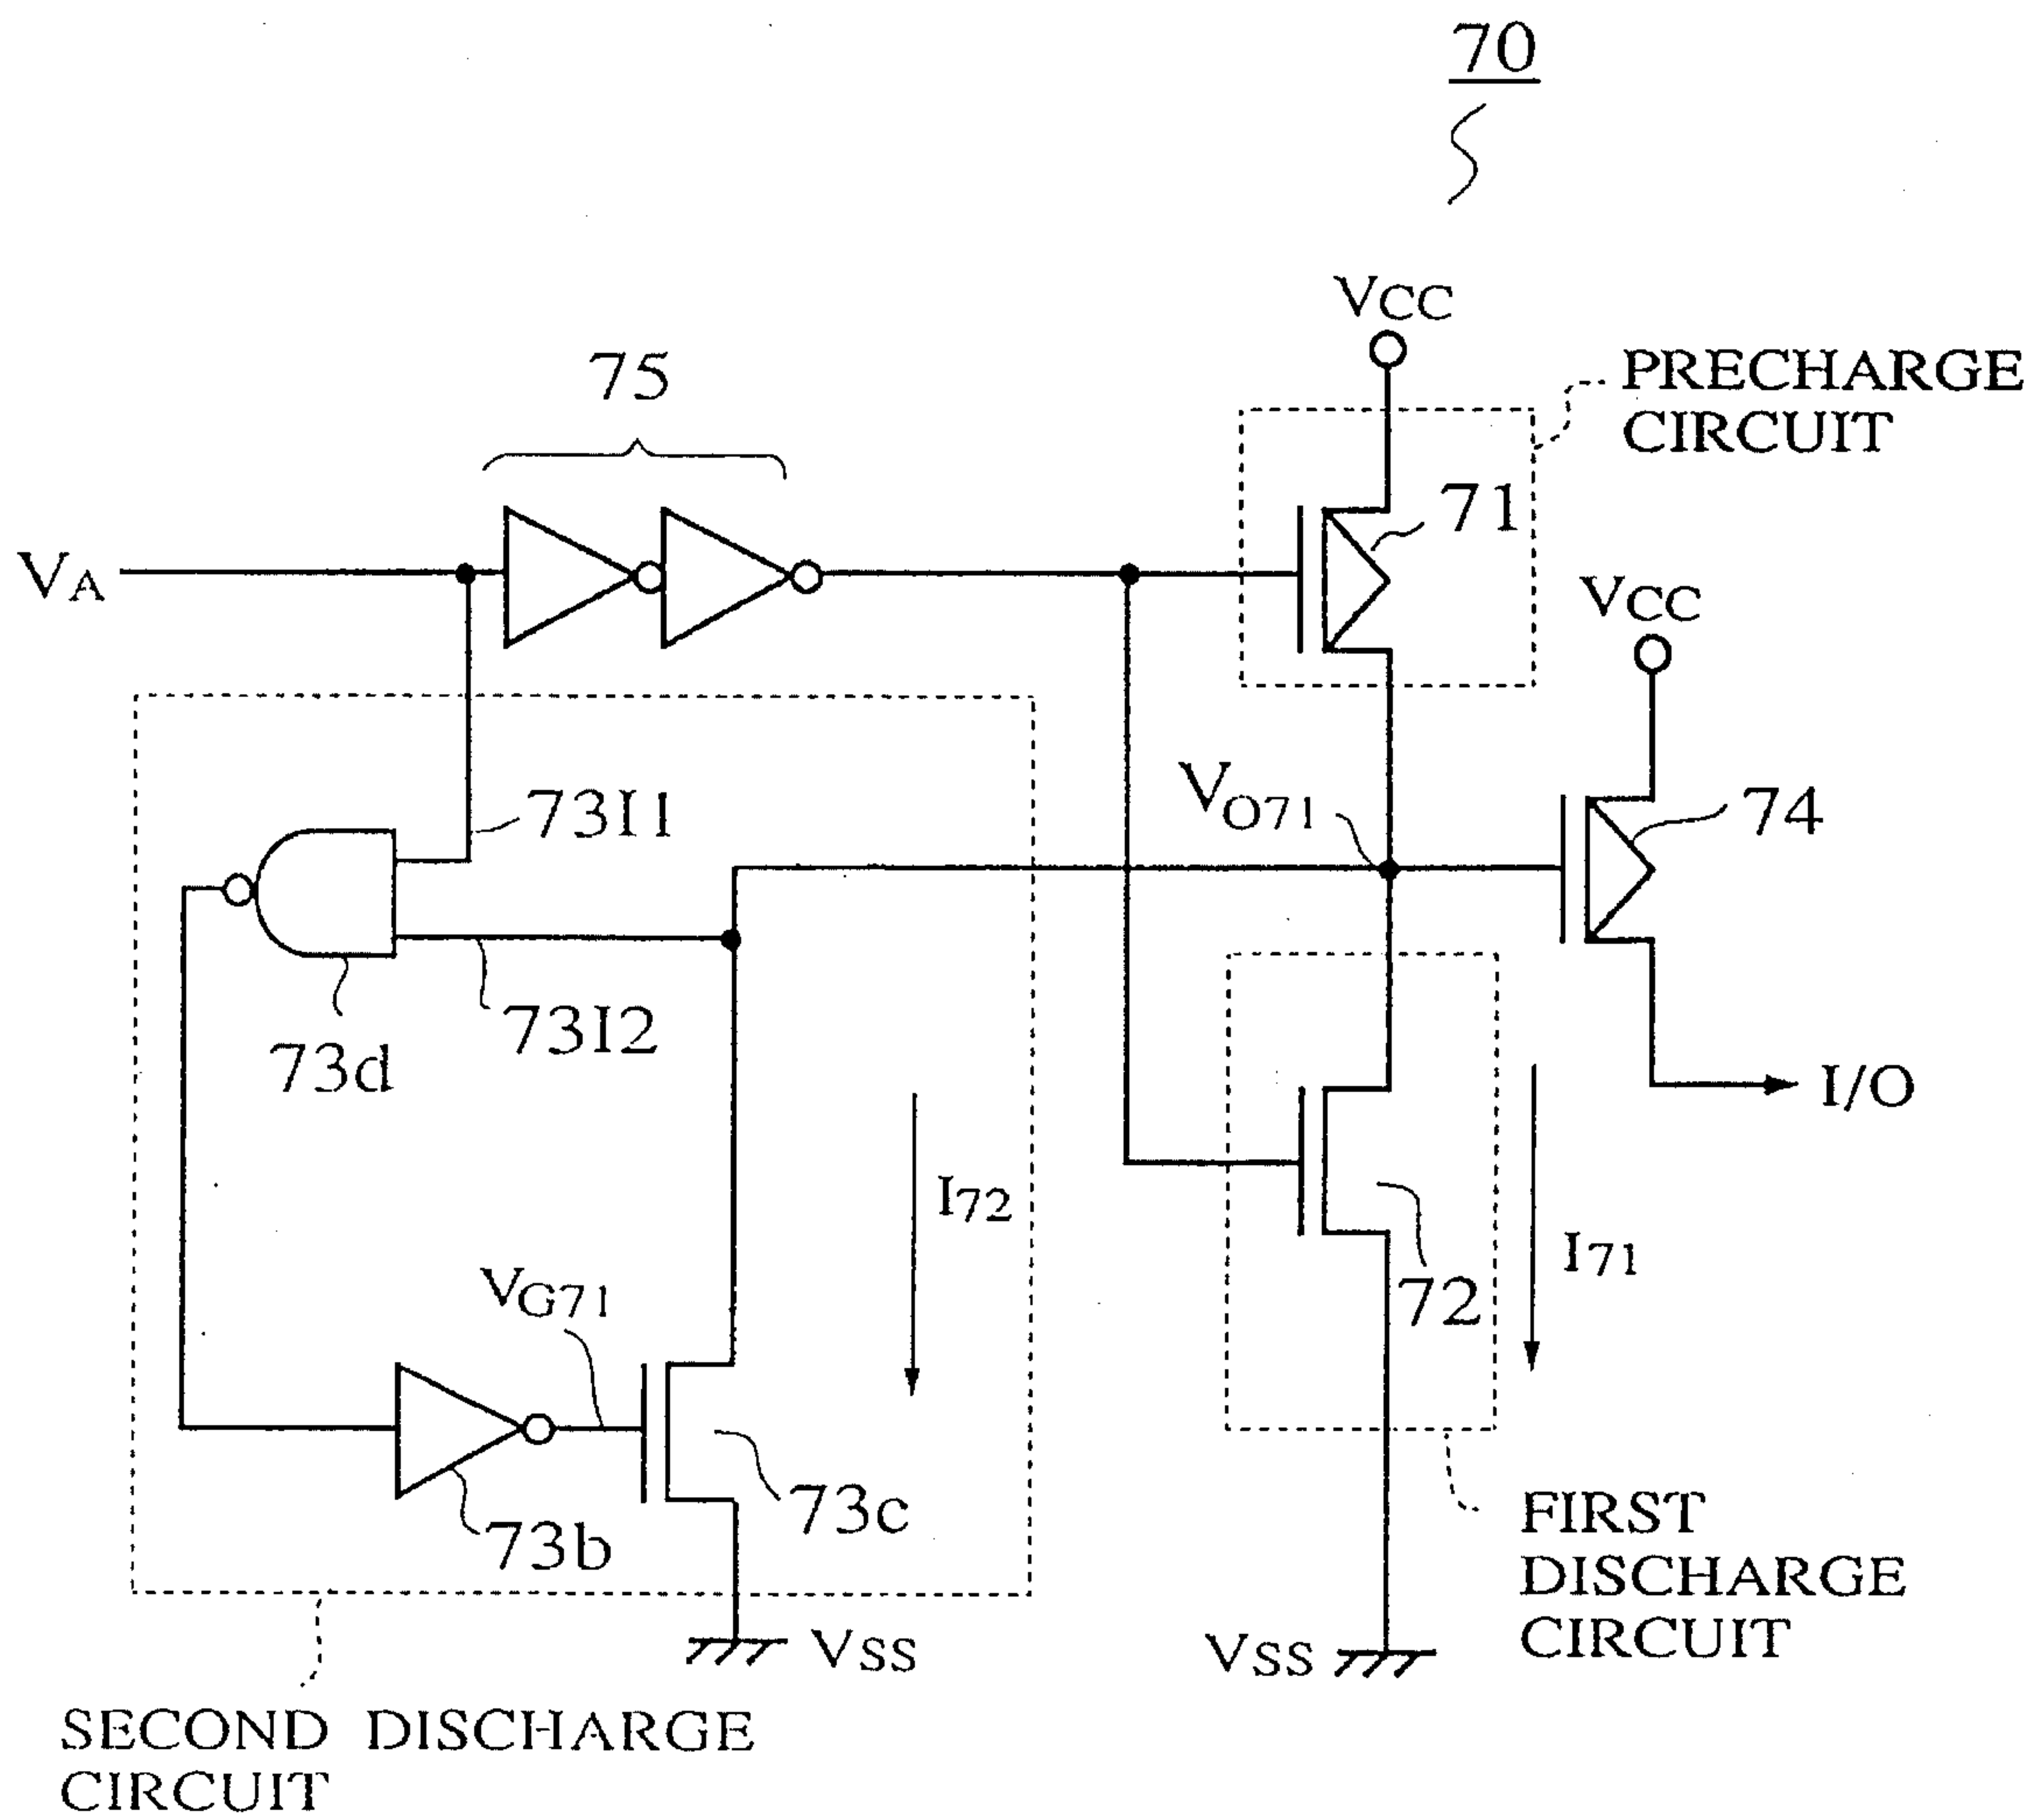 70
VCC
PRECHARGE
CIRCUIT
75
71
VA
VCC
73I1
VO71
74
73I2
73d
I/O
I72
VG71
72
I71
73c
73b
FIRST
DISCHARGE
CIRCUIT
VSS
VSS
SECOND DISCHARGE
CIRCUIT